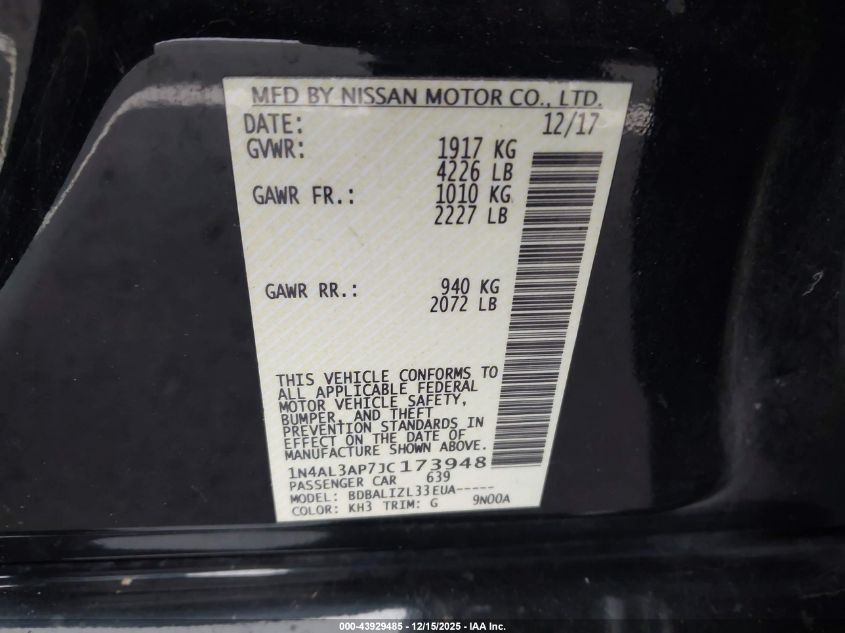 MFD BY NISSAN MOTOR CO., LTD.
DATE: 12/17
GVWR: 1917 KG
4226 LB
GAWR FR.: 1010 KG
2227 LB
GAWR RR.: 940 KG
2072 LB
THIS VEHICLE CONFORMS TO
ALL APPLICABLE FEDERAL
MOTOR VEHICLE SAFETY,
BUMPER, AND THEFT
PREVENTION STANDARDS IN
EFFECT ON THE DATE OF
MANUFACTURE SHOWN ABOVE.
1N4AL3AP7JC173948
PASSENGER CAR 639
MODEL: BDBALIZL33EUA-----
COLOR: KH3 TRIM: G 9N00A
000-43929485 - 12/15/2025 - IAA Inc.